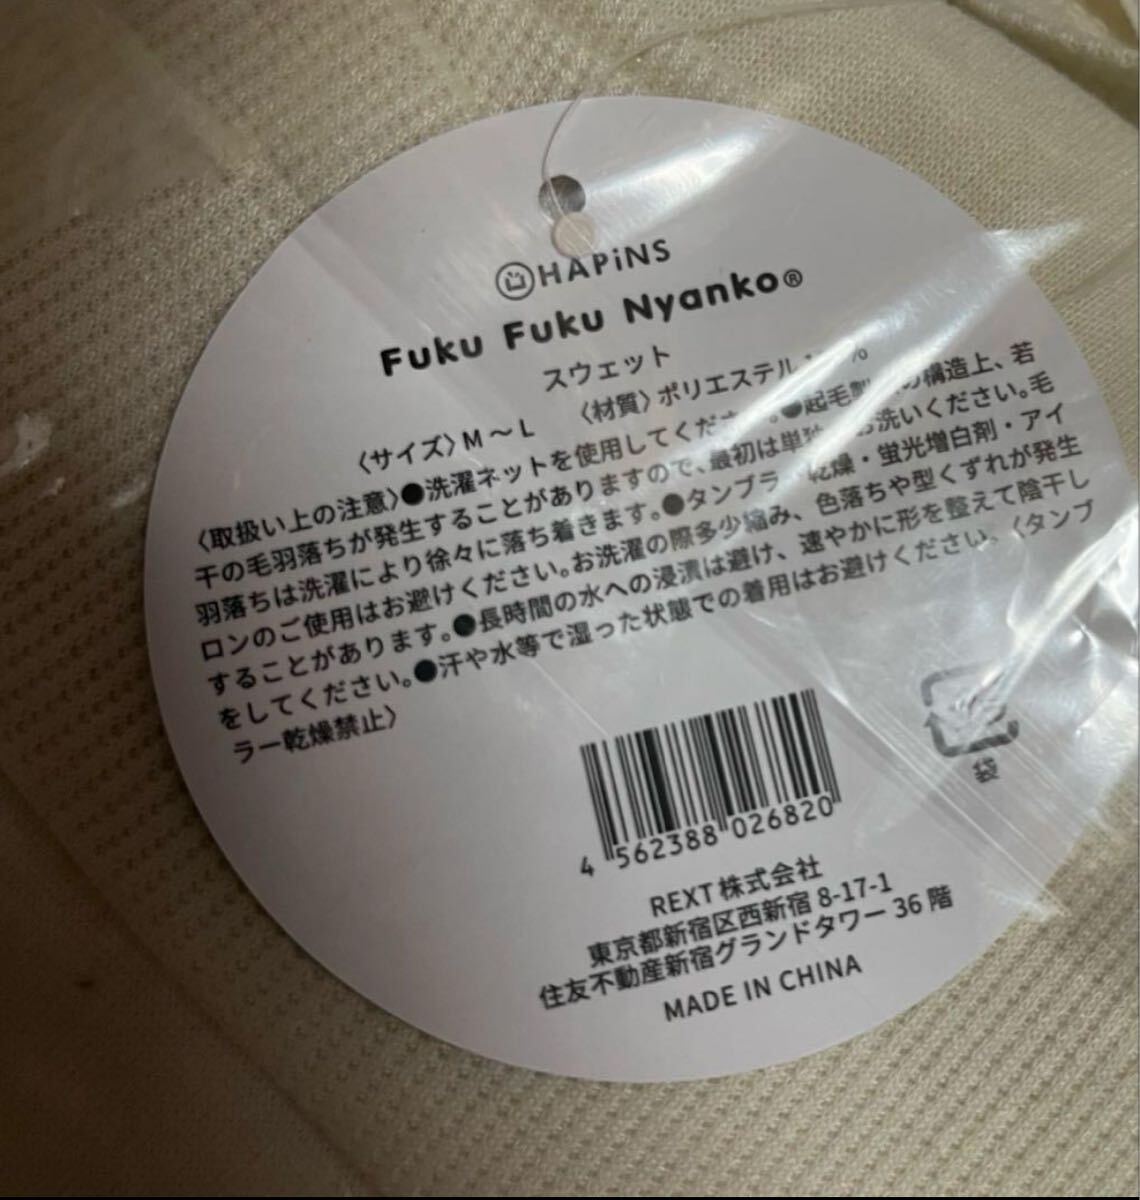 HAPiNS
Fuku Fuku Nyanko®
スウェット
〈サイズ〉M～L 〈材質〉ポリエステル %
〈取扱い上の注意〉●洗濯ネットを使用してくだ 。●起毛製 の構造上、若
干の毛羽落ちが発生することがありますので、最初は単独 お洗いください。毛
羽落ちは洗濯により徐々に落ち着きます。●タンブラ 乾燥・蛍光増白剤・アイ
ロンのご使用はお避けください。お洗濯の際多少縮み、色落ちや型くずれが発生
することがあります。●長時間の水への浸漬は避け、速やかに形を整えて陰干し
をしてください。●汗や水等で湿った状態での着用はお避けください。〈タンブ
ラー乾燥禁止〉
袋
4 562388 026820
REXT株式会社
東京都新宿区西新宿8-17-1
住友不動産新宿グランドタワー36階
MADE IN CHINA